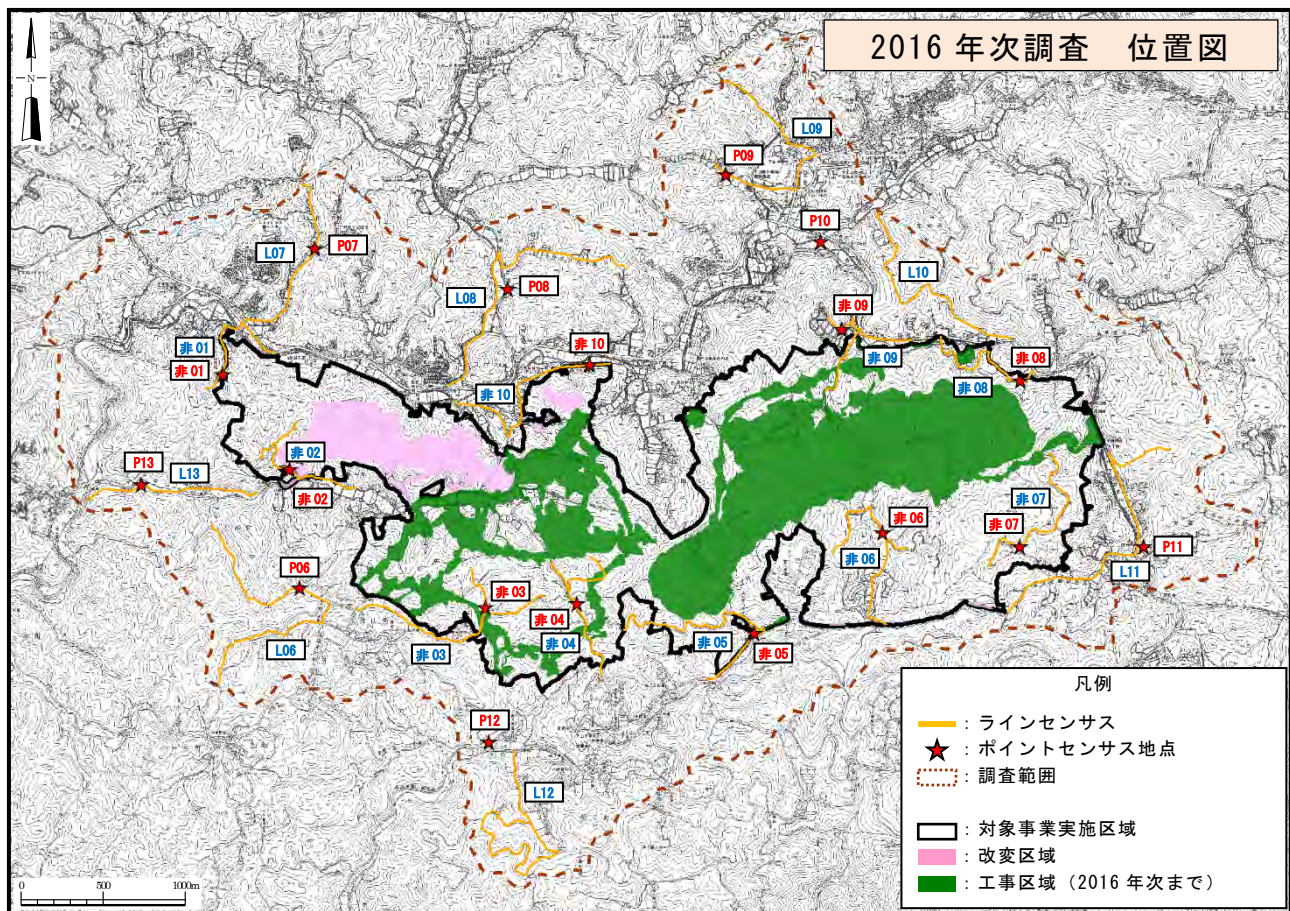 2016 年次調査 位置図
N
L09
P09
P10
L07
P07
L10
L08
P08
非 09
非 01
非 10
非 08
非 01
非 09
非 08
非 10
非 02
P13
L13
非 02
非 07
非 06
非 07
P11
非 06
L11
P06
非 03
非 04
L06
非 03
非 04
非 05
非 05
P12
L12
凡例
: ラインセンサス
: ポイントセンサス地点
: 調査範囲
: 対象事業実施区域
: 改変区域
: 工事区域 (2016 年次まで)
0 500 1000m